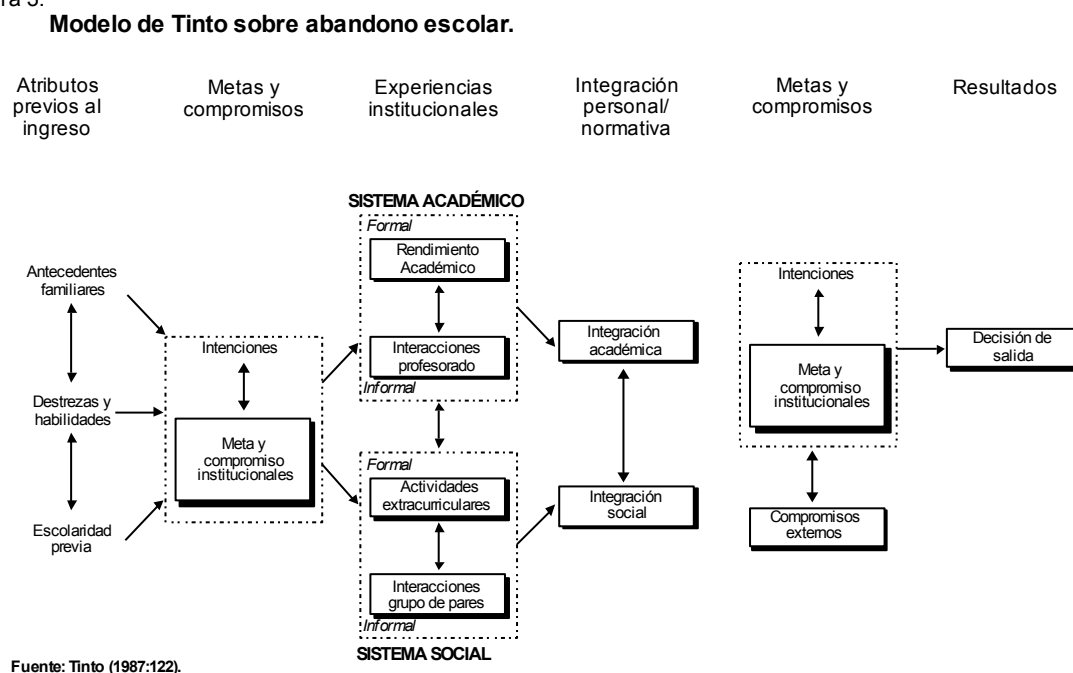 ra 3.
Modelo de Tinto sobre abandono escolar.
Atributos
previos al
ingreso
Metas y
compromisos
Experiencias
institucionales
Integración
personal/
normativa
Metas y
compromisos
Resultados
Antecedentes
familiares
Destrezas y
habilidades
Escolaridad
previa
Intenciones
Meta y
compromiso
institucionales
SISTEMA ACADÉMICO
Formal
Rendimiento
Académico
Interacciones
profesorado
Informal
Formal
Actividades
extracurriculares
Interacciones
grupo de pares
Informal
SISTEMA SOCIAL
Integración
académica
Integración
social
Intenciones
Meta y
compromiso
institucionales
Compromisos
externos
Decisión de
salida
Fuente: Tinto (1987:122).